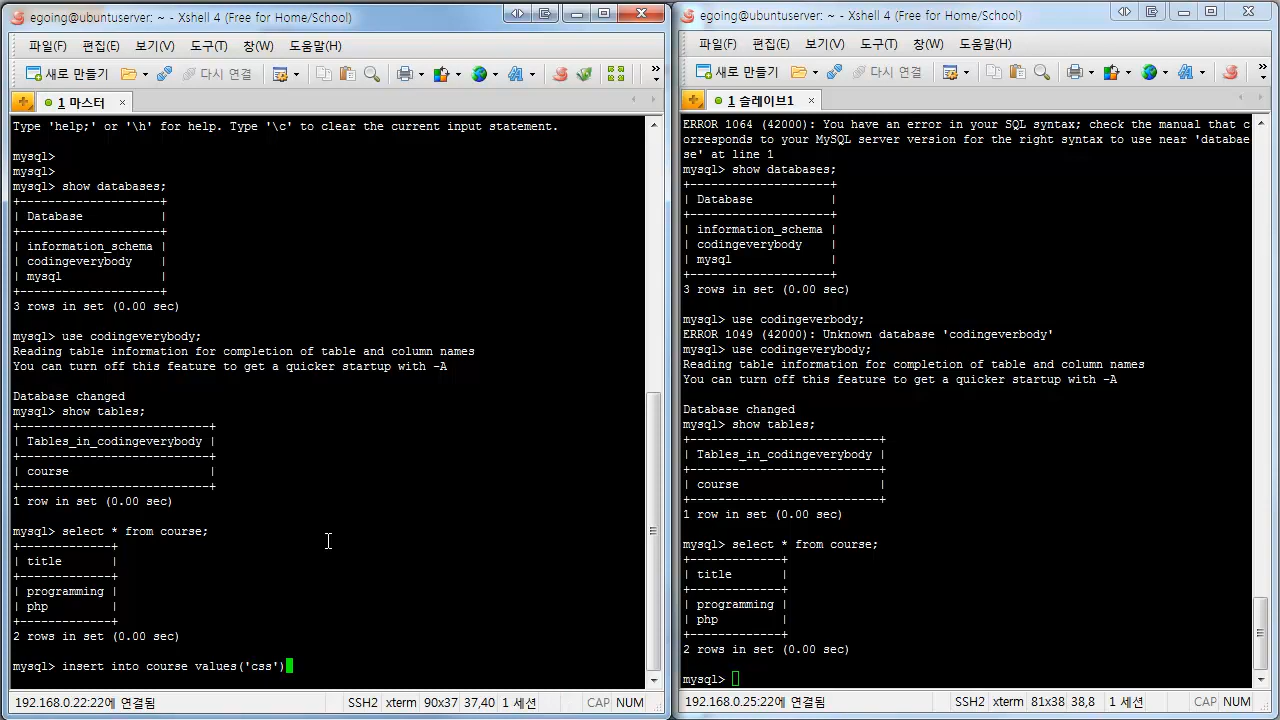 egoing@ubuntuserver: ~ - Xshell 4 (Free for Home/School)
파일(F) 편집(E) 보기(V) 도구(T) 창(W) 도움말(H)
새로 만들기 다시 연결
1 마스터
Type 'help;' or '\h' for help. Type '\c' to clear the current input statement.
mysql>
mysql>
mysql> show databases;
+--------------------+
| Database           |
+--------------------+
| information_schema |
| codingeverybody    |
| mysql              |
+--------------------+
3 rows in set (0.00 sec)
mysql> use codingeverybody;
Reading table information for completion of table and column names
You can turn off this feature to get a quicker startup with -A
Database changed
mysql> show tables;
+---------------------------+
| Tables_in_codingeverybody |
+---------------------------+
| course                    |
+---------------------------+
1 row in set (0.00 sec)
mysql> select * from course;
+-------------+
| title       |
+-------------+
| programming |
| php         |
+-------------+
2 rows in set (0.00 sec)
mysql> insert into course values('css')
192.168.0.22:22에 연결됨 SSH2 xterm 90x37 37,40 1 세션 CAP NUM
egoing@ubuntuserver: ~ - Xshell 4 (Free for Home/School)
파일(F) 편집(E) 보기(V) 도구(T) 창(W) 도움말(H)
새로 만들기 다시 연결
1 슬레이브1
ERROR 1064 (42000): You have an error in your SQL syntax; check the manual that c
orresponds to your MySQL server version for the right syntax to use near 'databae
se' at line 1
mysql> show databases;
+--------------------+
| Database           |
+--------------------+
| information_schema |
| codingeverybody    |
| mysql              |
+--------------------+
3 rows in set (0.00 sec)
mysql> use codingeverbody;
ERROR 1049 (42000): Unknown database 'codingeverbody'
mysql> use codingeverybody;
Reading table information for completion of table and column names
You can turn off this feature to get a quicker startup with -A
Database changed
mysql> show tables;
+---------------------------+
| Tables_in_codingeverybody |
+---------------------------+
| course                    |
+---------------------------+
1 row in set (0.00 sec)
mysql> select * from course;
+-------------+
| title       |
+-------------+
| programming |
| php         |
+-------------+
2 rows in set (0.00 sec)
mysql>
192.168.0.25:22에 연결됨 SSH2 xterm 81x38 38,8 1 세션 CAP NUM